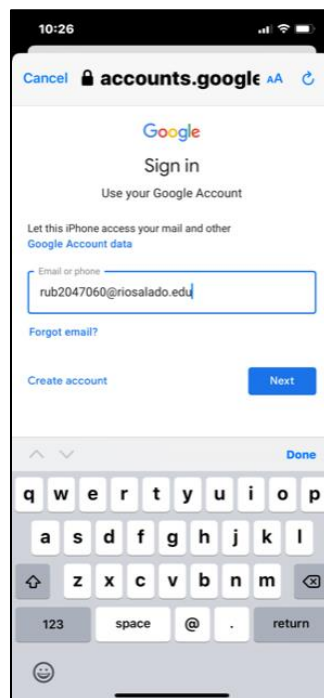 10:26
Cancel accounts.google AA
Google
Sign in
Use your Google Account
Let this iPhone access your mail and other
Google Account data
Email or phone
rub2047060@riosalado.edu
Forgot email?
Create account Next
Done
q w e r t y u i o p
a s d f g h j k l
z x c v b n m
123 space @ . return